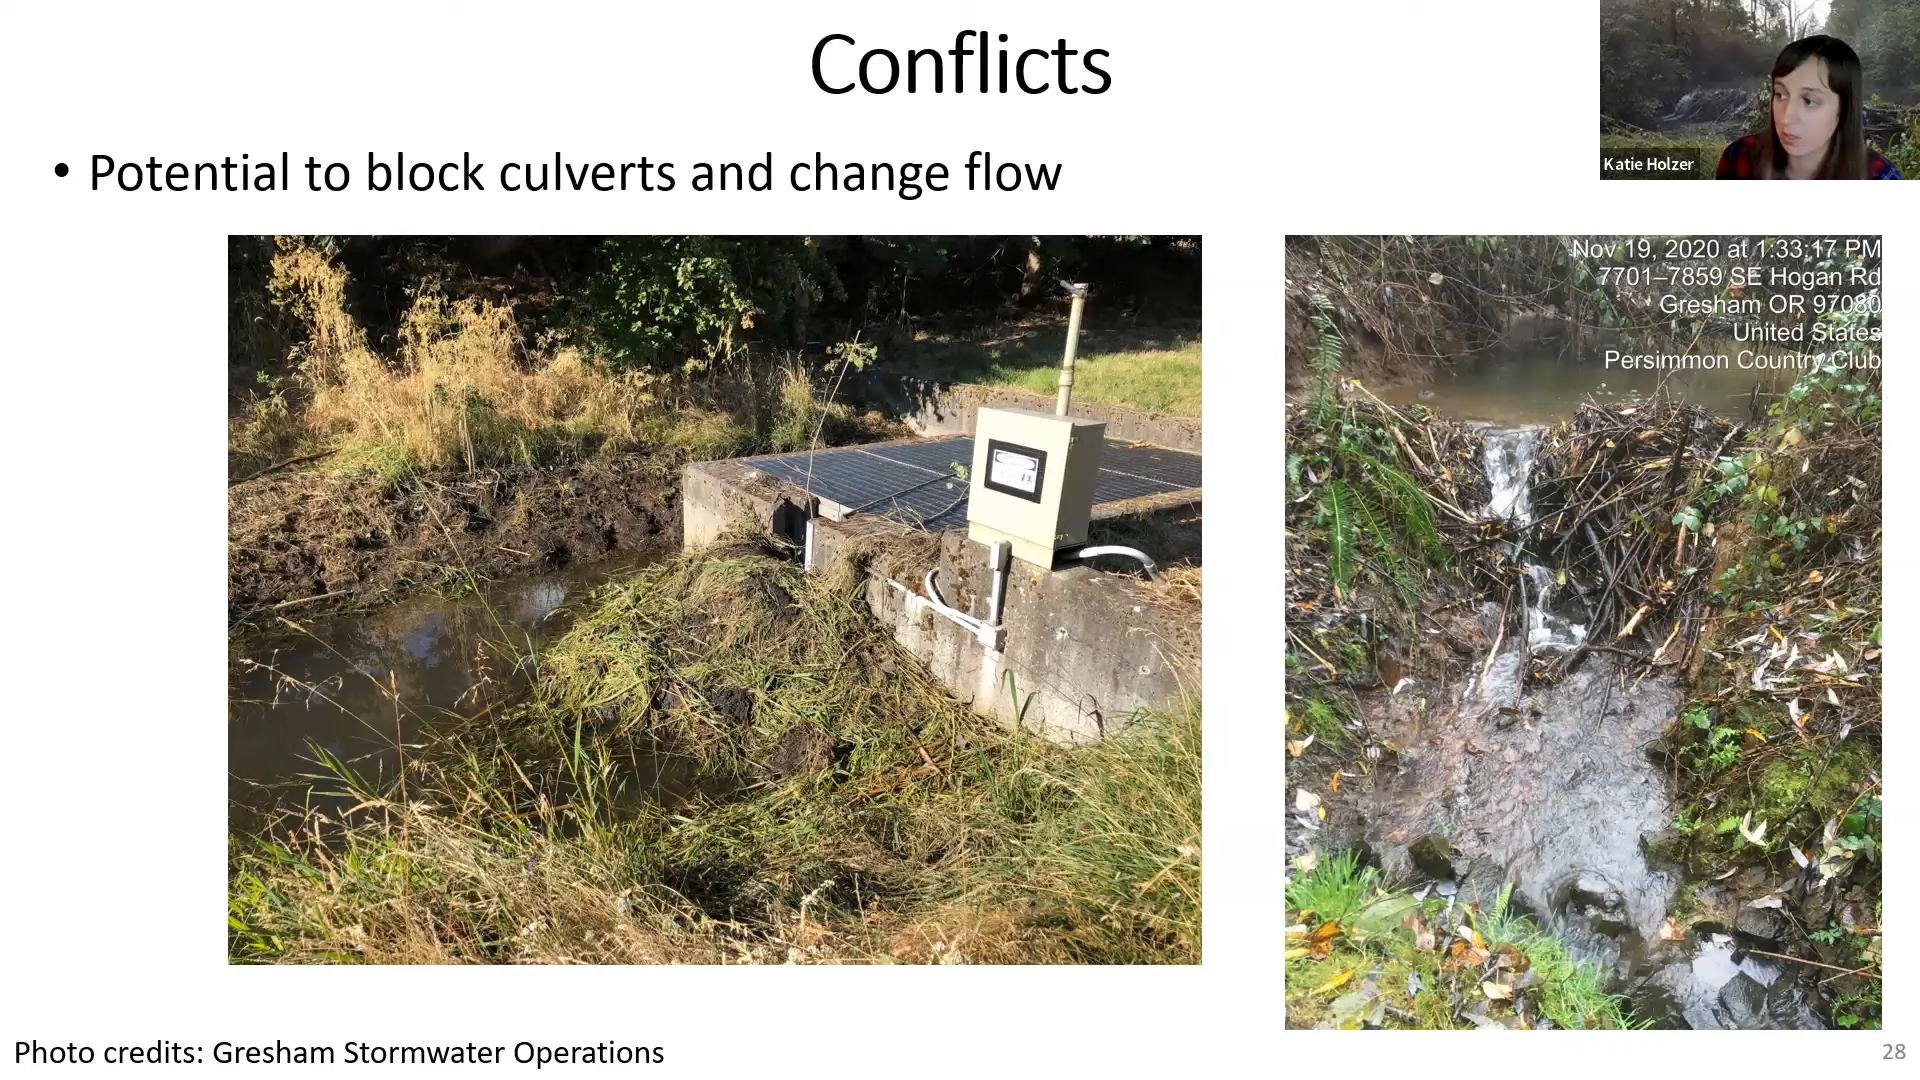 Conflicts
Katie Holzer
• Potential to block culverts and change flow
Nov 19, 2020 at 1:33:17 PM
7701–7859 SE Hogan Rd
Gresham OR 97080
United States
Persimmon Country Club
Photo credits: Gresham Stormwater Operations
28